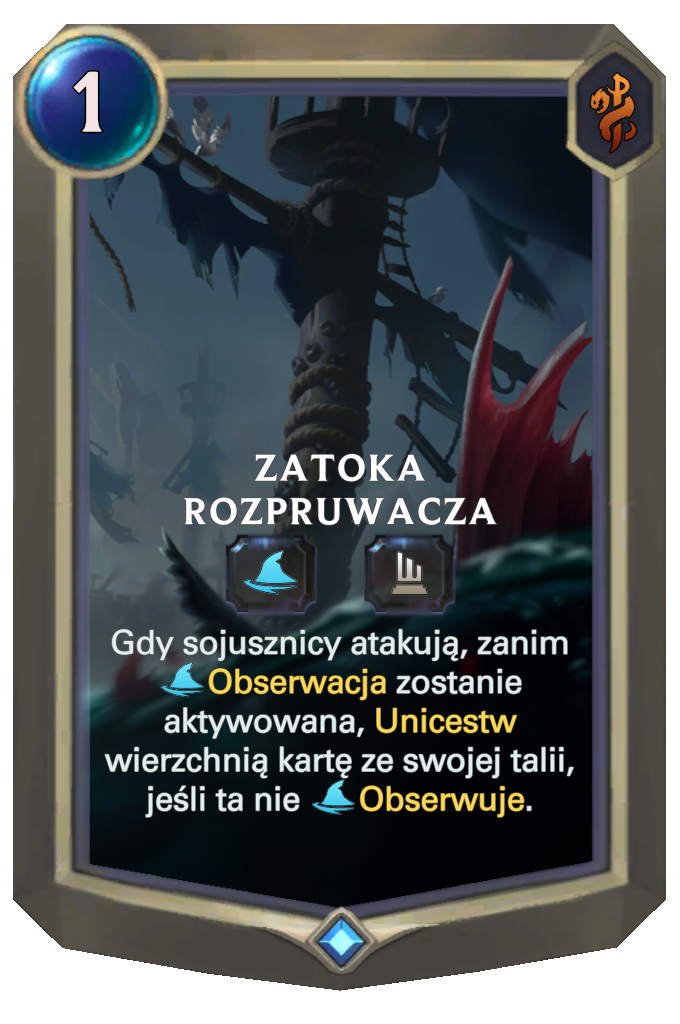 1
ZATOKA
ROZPRUWACZA
Gdy sojusznicy atakują, zanim
Obserwacja zostanie
aktywowana, Unicestw
wierzchnią kartę ze swojej talii,
jeśli ta nie Obserwuje.